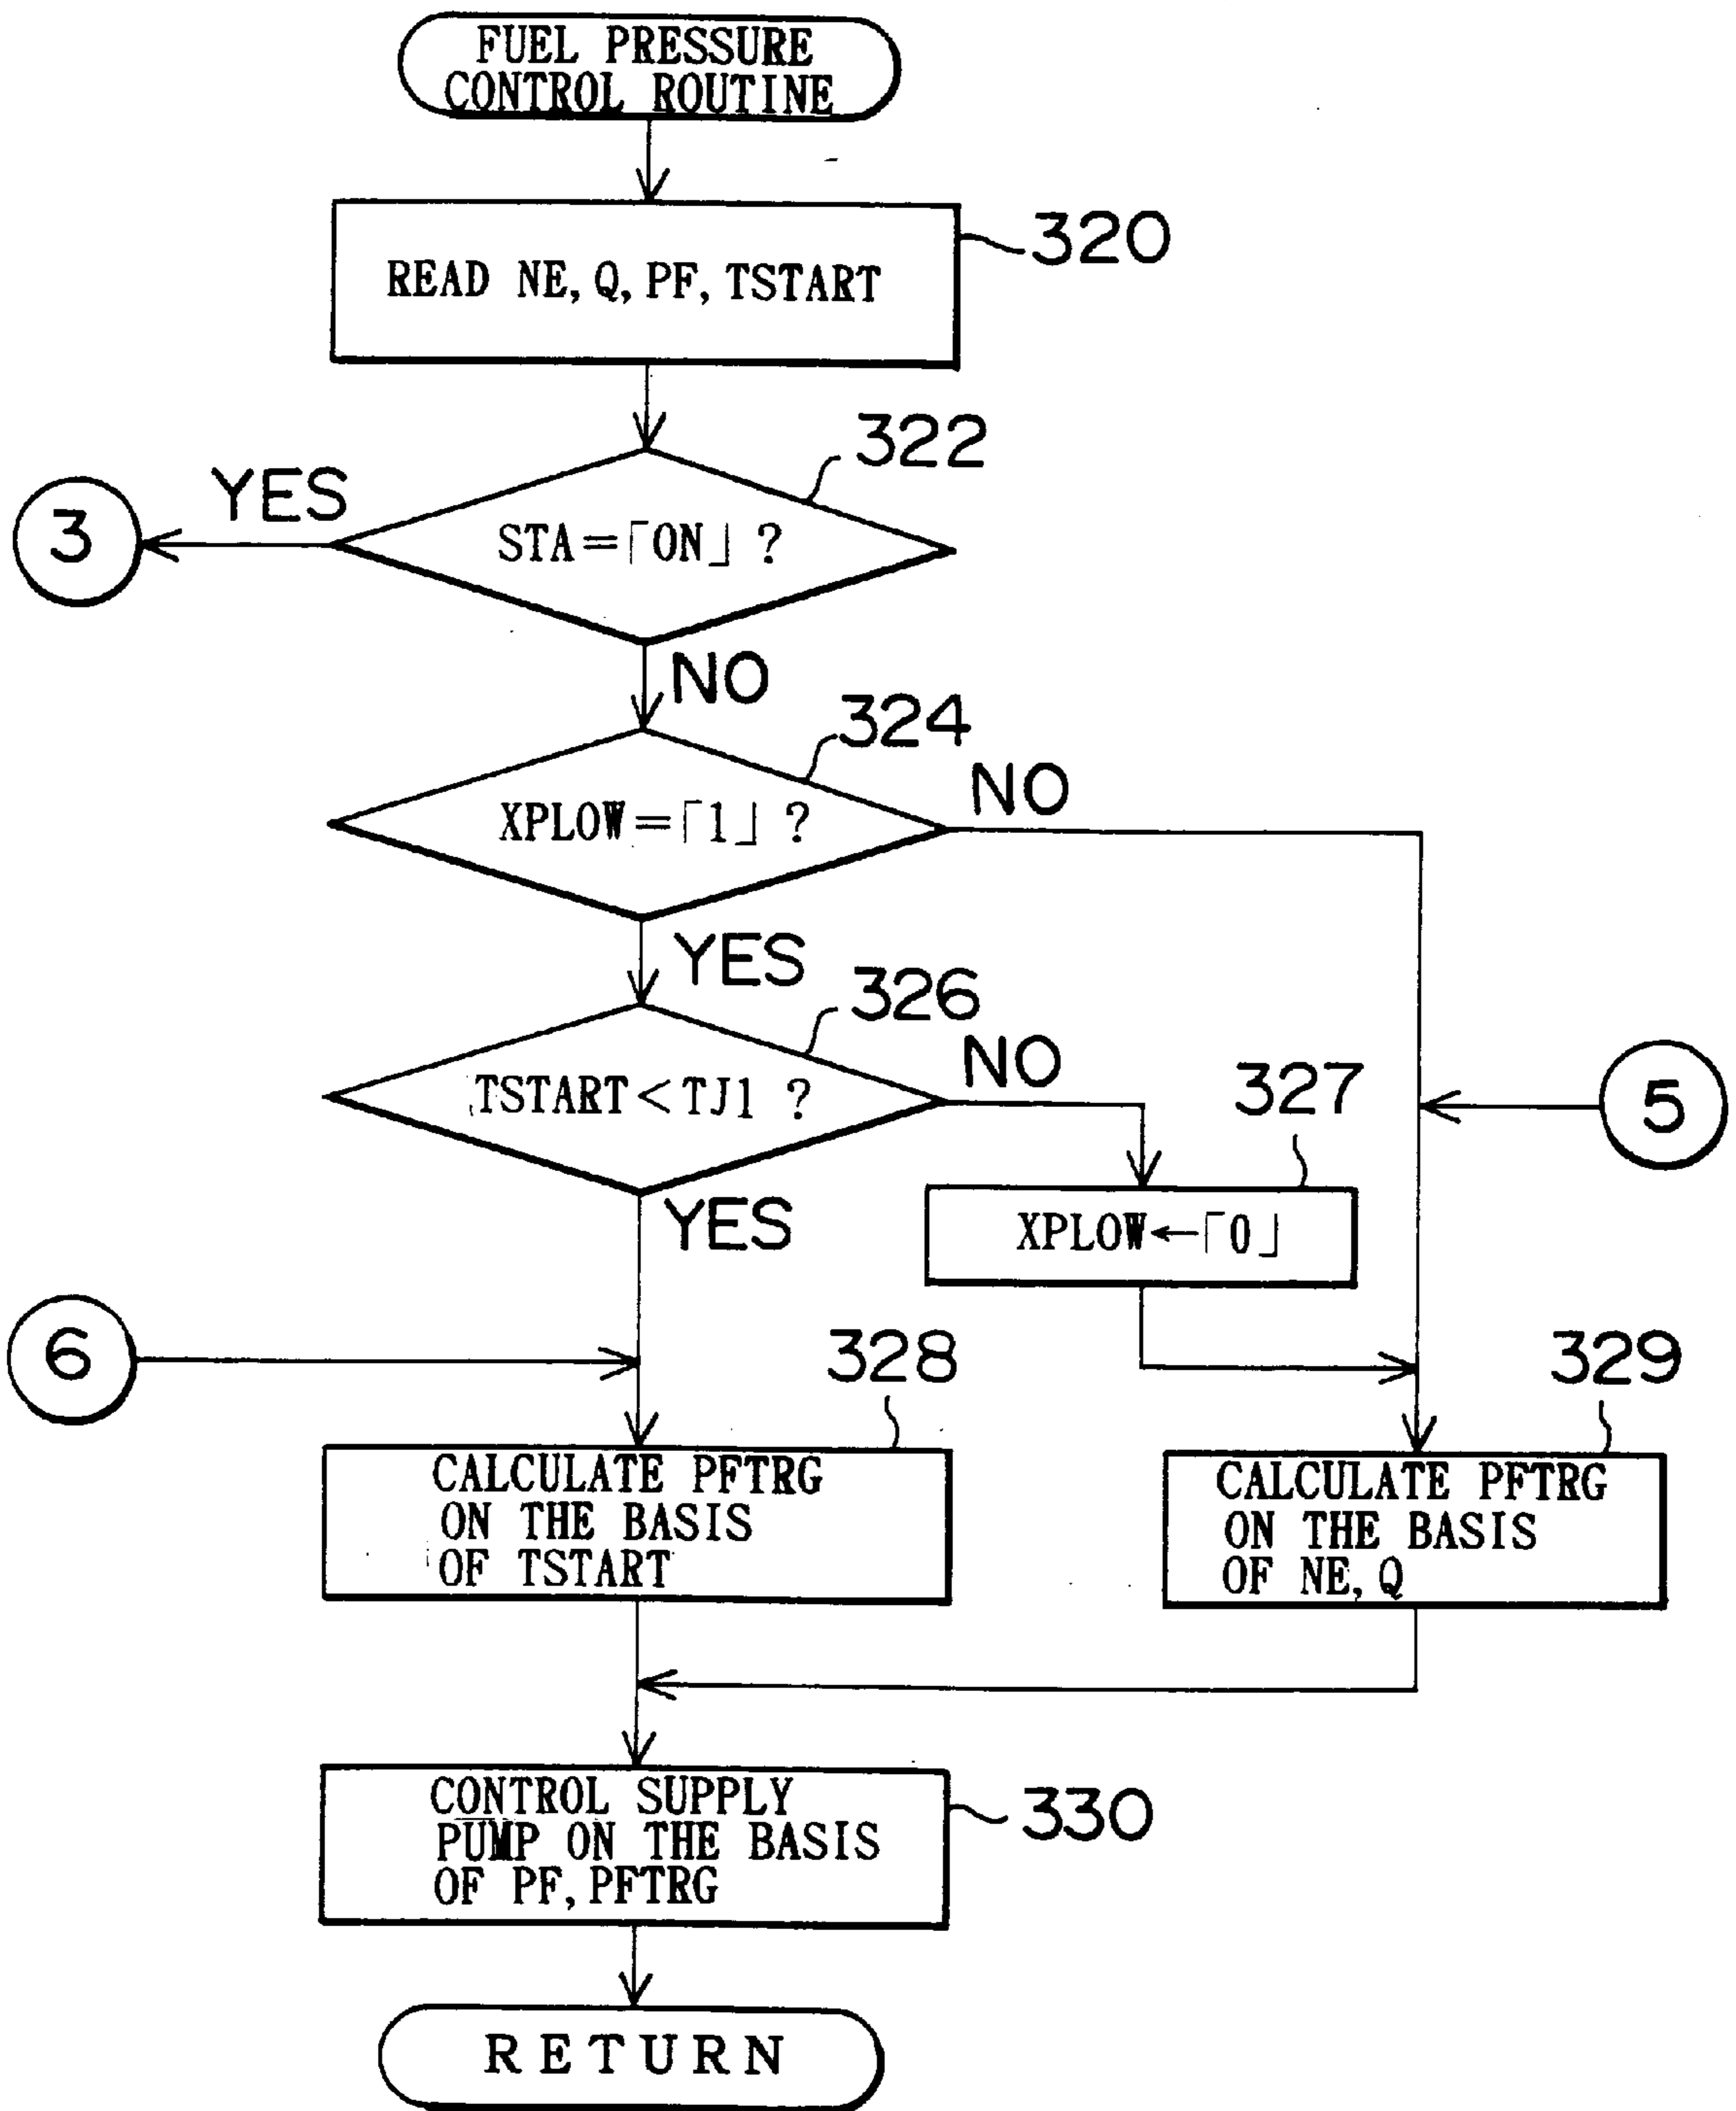 FUEL PRESSURE
CONTROL ROUTINE
320
READ NE, Q, PF, TSTART
322
YES
3
STA=「ON」?
NO
324
NO
XPLOW=「1」?
YES
326
NO
TSTART<TJ1 ?
327
5
YES
XPLOW←「0」
6
328
329
CALCULATE PFTRG
ON THE BASIS
OF TSTART
CALCULATE PFTRG
ON THE BASIS
OF NE, Q
CONTROL SUPPLY
PUMP ON THE BASIS
OF PF, PFTRG
330
RETURN